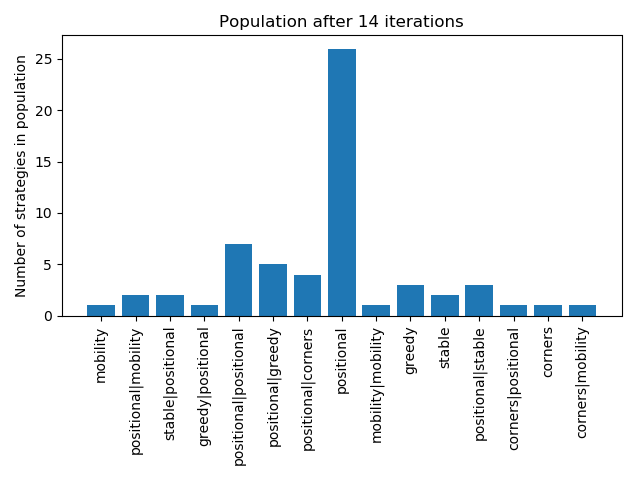 Population after 14 iterations
Number of strategies in population
25
20
15
10
5
0
mobility
positional|mobility
stable|positional
greedy|positional
positional|positional
positional|greedy
positional|corners
positional
mobility|mobility
greedy
stable
positional|stable
corners|positional
corners
corners|mobility